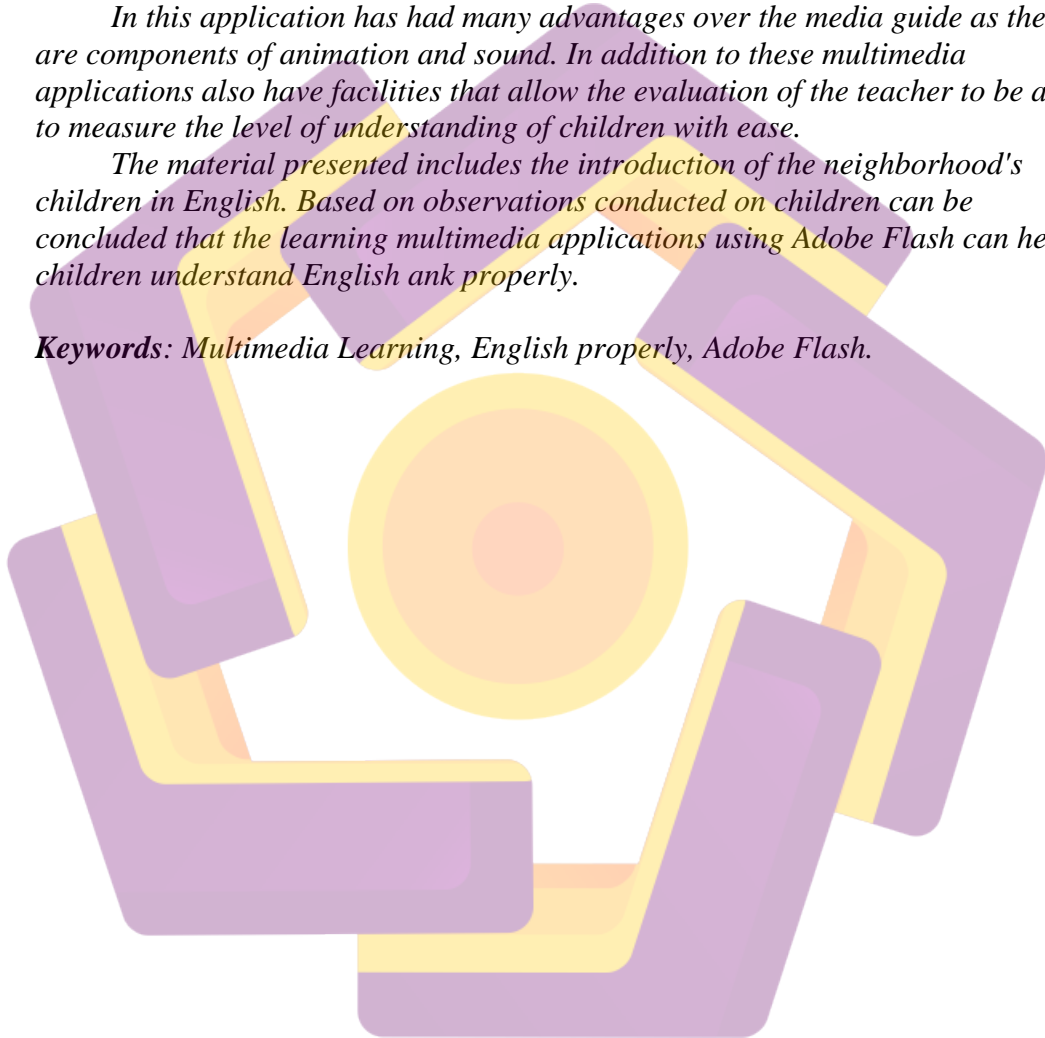 In this application has had many advantages over the media guide as the
are components of animation and sound. In addition to these multimedia
applications also have facilities that allow the evaluation of the teacher to be a
to measure the level of understanding of children with ease.
The material presented includes the introduction of the neighborhood's
children in English. Based on observations conducted on children can be
concluded that the learning multimedia applications using Adobe Flash can he
children understand English ank properly.
Keywords: Multimedia Learning, English properly, Adobe Flash.